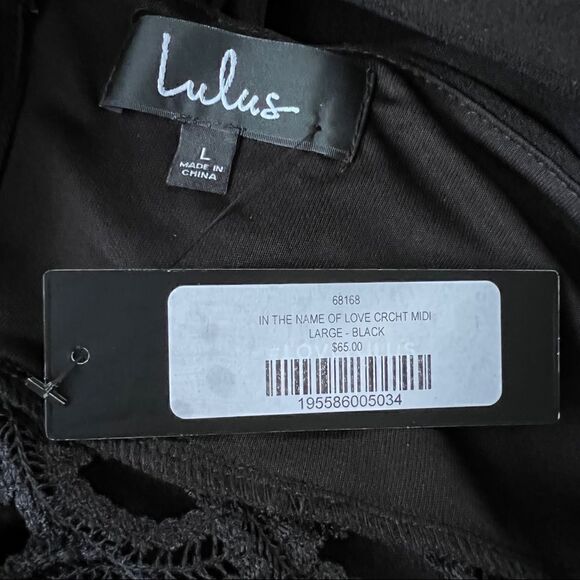 Lulus
L
MADE IN
CHINA
68168
IN THE NAME OF LOVE CRCHT MIDI
LARGE - BLACK
$65.00
195586005034